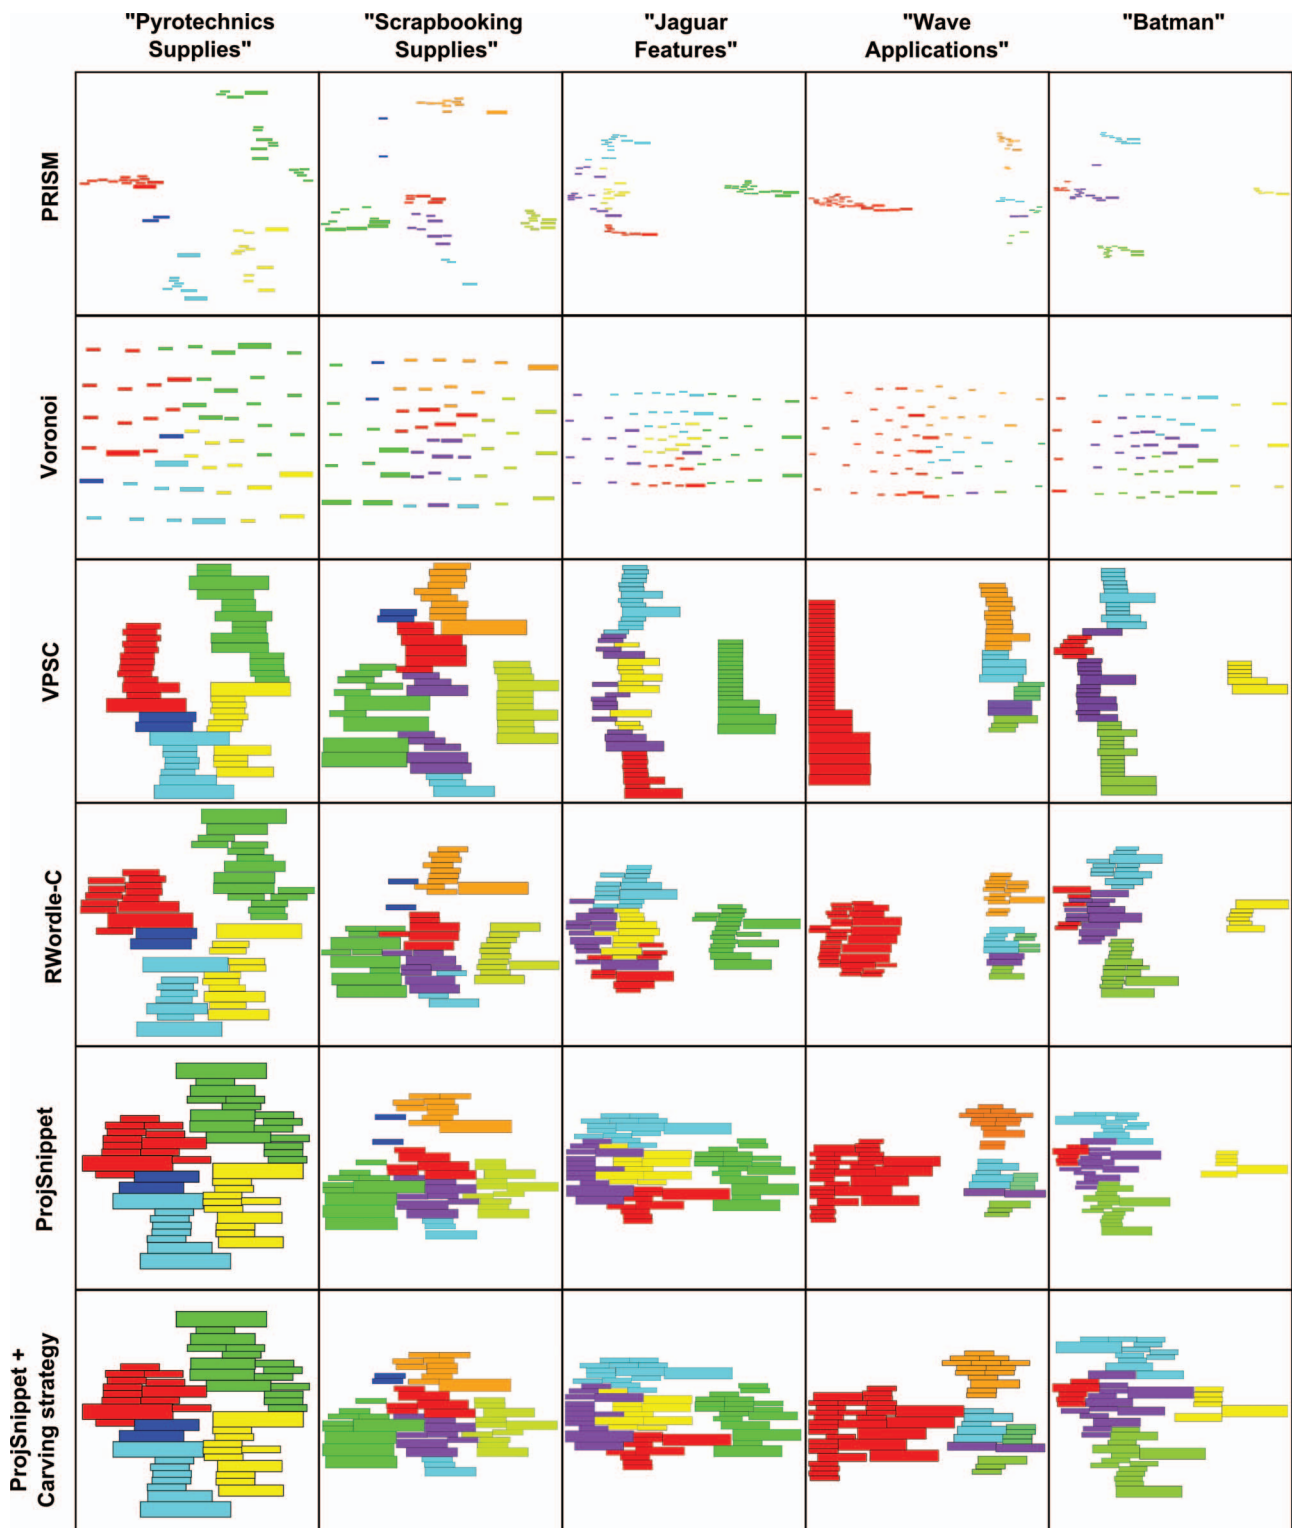 "Pyrotechnics
Supplies"
"Scrapbooking
Supplies"
"Jaguar
Features"
"Wave
Applications"
"Batman"
PRISM
Voronoi
VPSC
RWordle-C
ProjSnippet
ProjSnippet +
Carving strategy